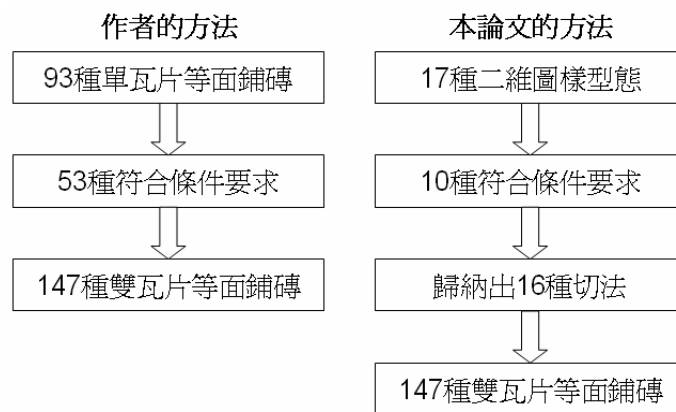 作者的方法
93種單瓦片等面鋪磚
53種符合條件要求
147種雙瓦片等面鋪磚
本論文的方法
17種二維圖樣型態
10種符合條件要求
歸納出16種切法
147種雙瓦片等面鋪磚